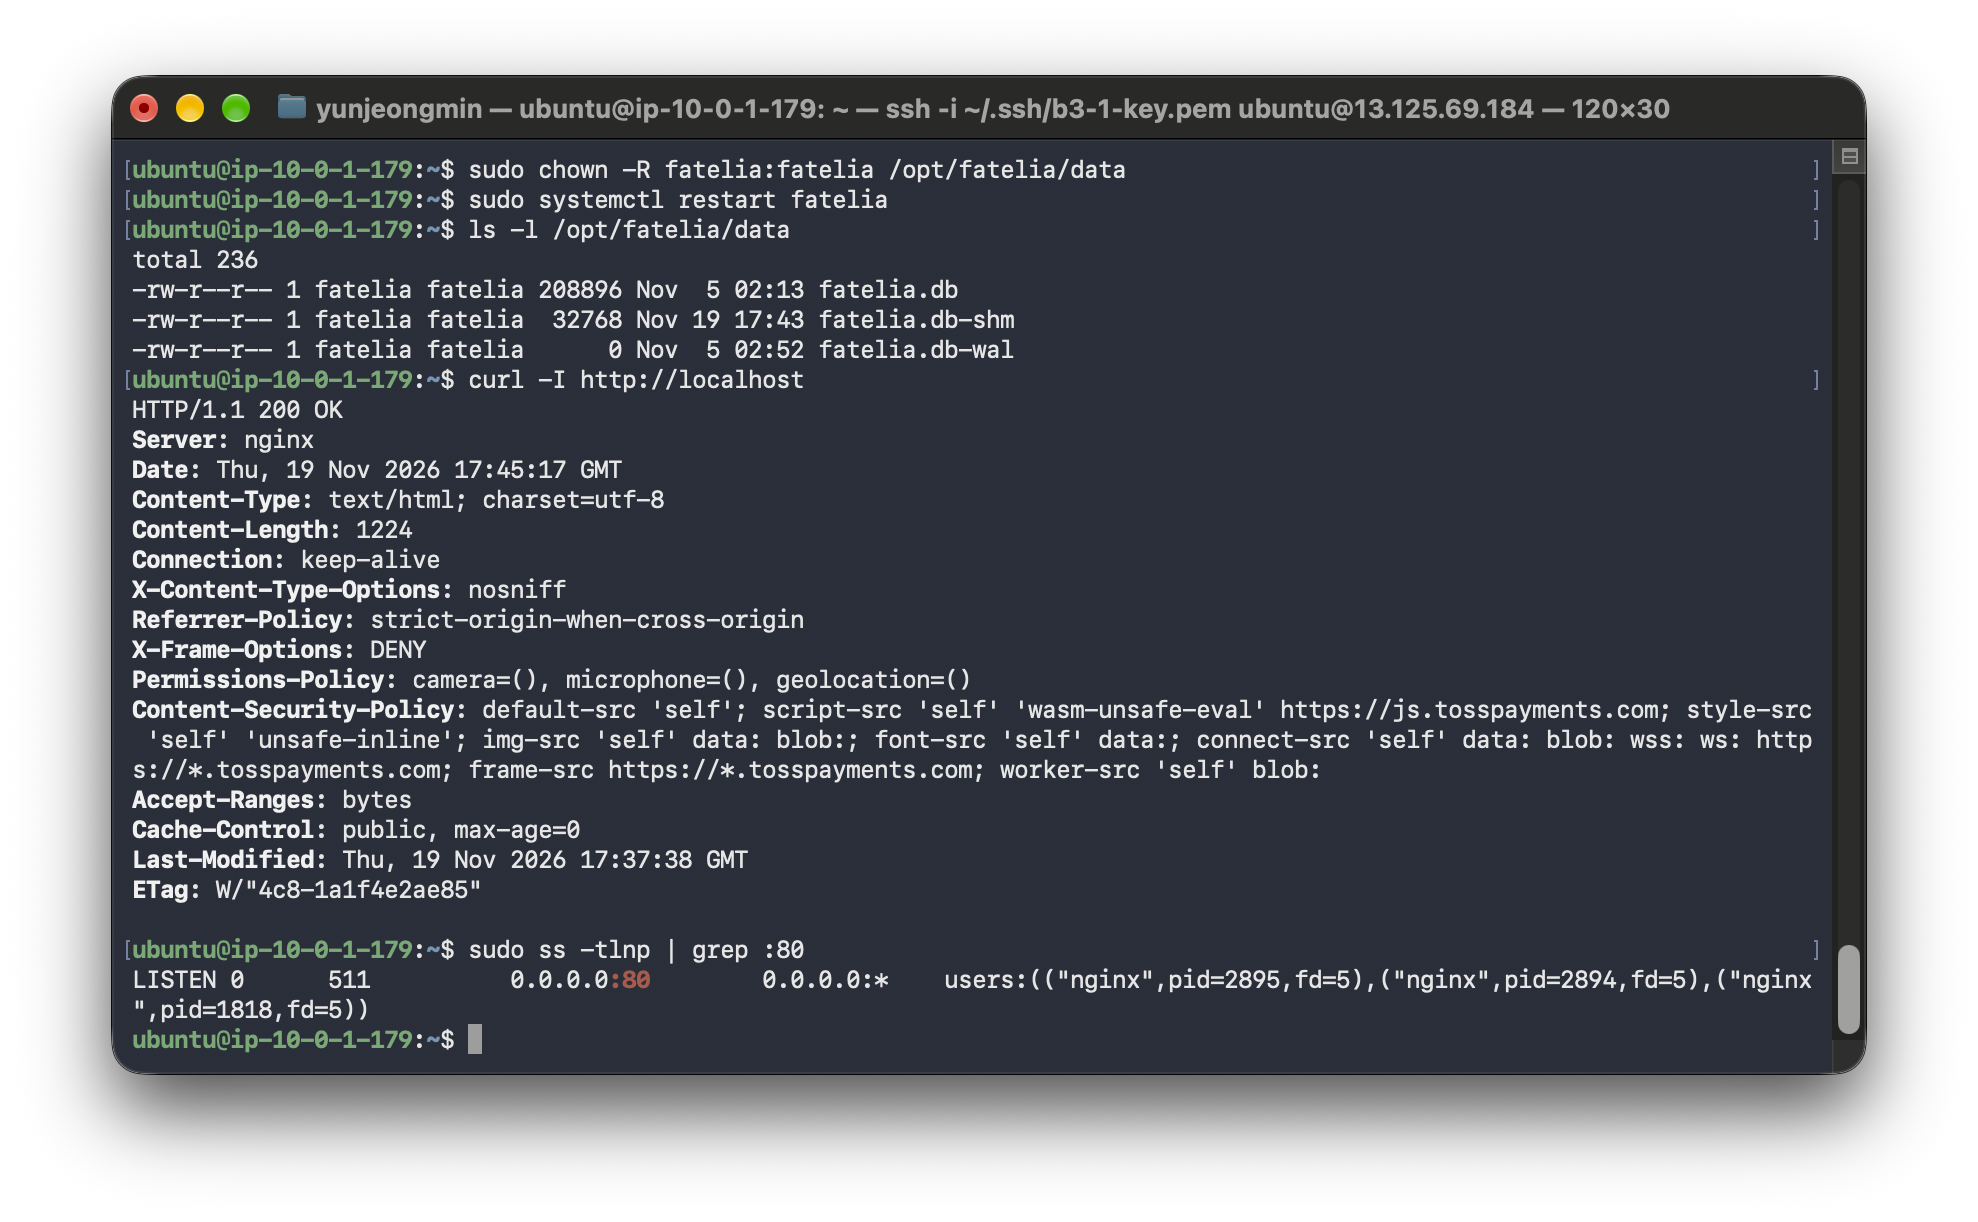 yunjeongmin — ubuntu@ip-10-0-1-179: ~ — ssh -i ~/.ssh/b3-1-key.pem ubuntu@13.125.69.184 — 120×30
[ubuntu@ip-10-0-1-179:~$ sudo chown -R fatelia:fatelia /opt/fatelia/data ]
[ubuntu@ip-10-0-1-179:~$ sudo systemctl restart fatelia ]
[ubuntu@ip-10-0-1-179:~$ ls -l /opt/fatelia/data ]
total 236
-rw-r--r-- 1 fatelia fatelia 208896 Nov  5 02:13 fatelia.db
-rw-r--r-- 1 fatelia fatelia  32768 Nov 19 17:43 fatelia.db-shm
-rw-r--r-- 1 fatelia fatelia      0 Nov  5 02:52 fatelia.db-wal
[ubuntu@ip-10-0-1-179:~$ curl -I http://localhost ]
HTTP/1.1 200 OK
Server: nginx
Date: Thu, 19 Nov 2026 17:45:17 GMT
Content-Type: text/html; charset=utf-8
Content-Length: 1224
Connection: keep-alive
X-Content-Type-Options: nosniff
Referrer-Policy: strict-origin-when-cross-origin
X-Frame-Options: DENY
Permissions-Policy: camera=(), microphone=(), geolocation=()
Content-Security-Policy: default-src 'self'; script-src 'self' 'wasm-unsafe-eval' https://js.tosspayments.com; style-src
 'self' 'unsafe-inline'; img-src 'self' data: blob:; font-src 'self' data:; connect-src 'self' data: blob: wss: ws: http
s://*.tosspayments.com; frame-src https://*.tosspayments.com; worker-src 'self' blob:
Accept-Ranges: bytes
Cache-Control: public, max-age=0
Last-Modified: Thu, 19 Nov 2026 17:37:38 GMT
ETag: W/"4c8-1a1f4e2ae85"
[ubuntu@ip-10-0-1-179:~$ sudo ss -tlnp | grep :80 ]
LISTEN 0      511          0.0.0.0:80        0.0.0.0:*    users:(("nginx",pid=2895,fd=5),("nginx",pid=2894,fd=5),("nginx
",pid=1818,fd=5))
ubuntu@ip-10-0-1-179:~$